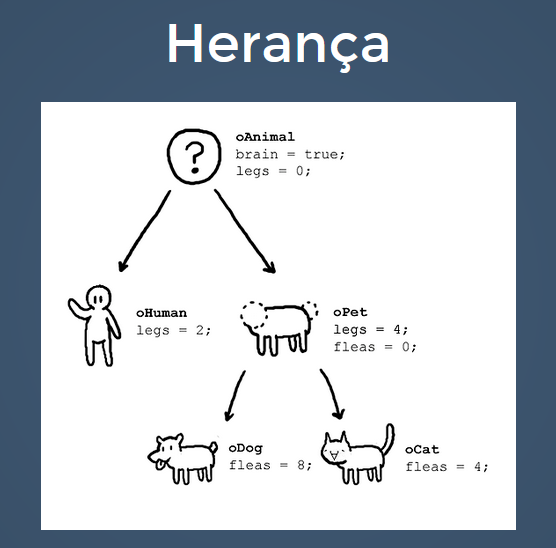 Herança
?
oAnimal
brain = true;
legs = 0;
oHuman
legs = 2;
oPet
legs = 4;
fleas = 0;
oDog
fleas = 8;
oCat
fleas = 4;